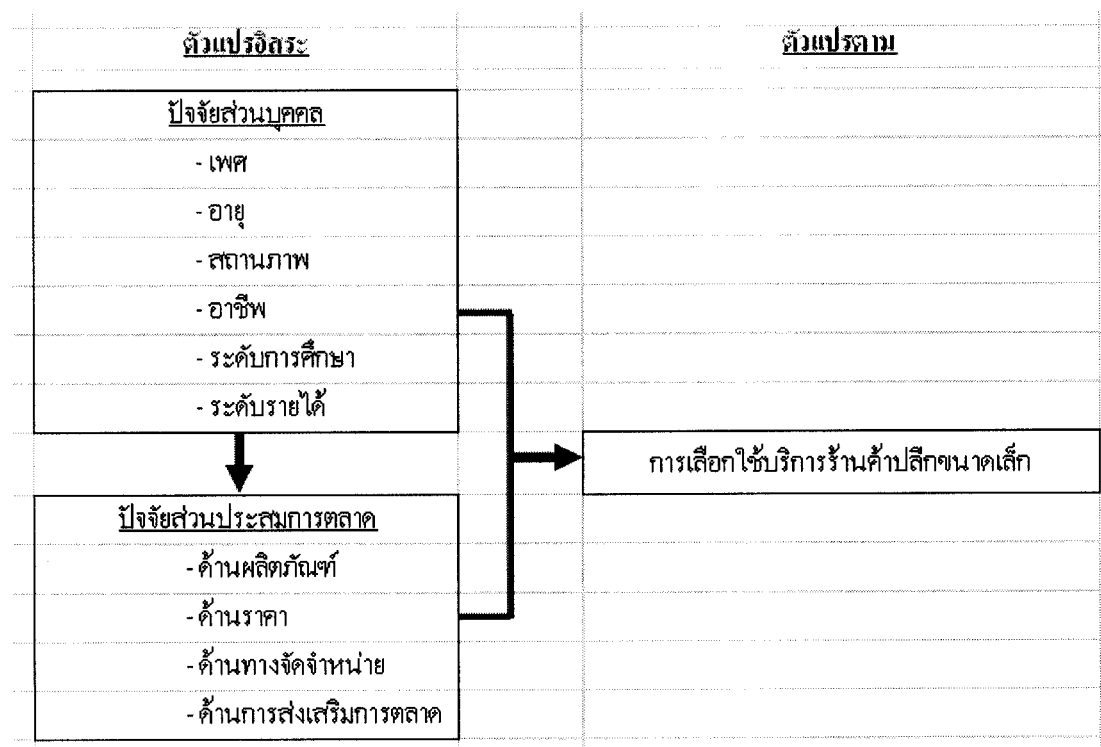 ตัวแปรอิสระ
ตัวแปรตาม
ปัจจัยส่วนบุคคล
- เพศ
- อายุ
- สถานภาพ
- อาชีพ
- ระดับการศึกษา
- ระดับรายได้
การเลือกใช้บริการร้านค้าปลีกขนาดเล็ก
ปัจจัยส่วนประสมการตลาด
- ด้านผลิตภัณฑ์
- ด้านราคา
- ด้านทางจัดจำหน่าย
- ด้านการส่งเสริมการตลาด